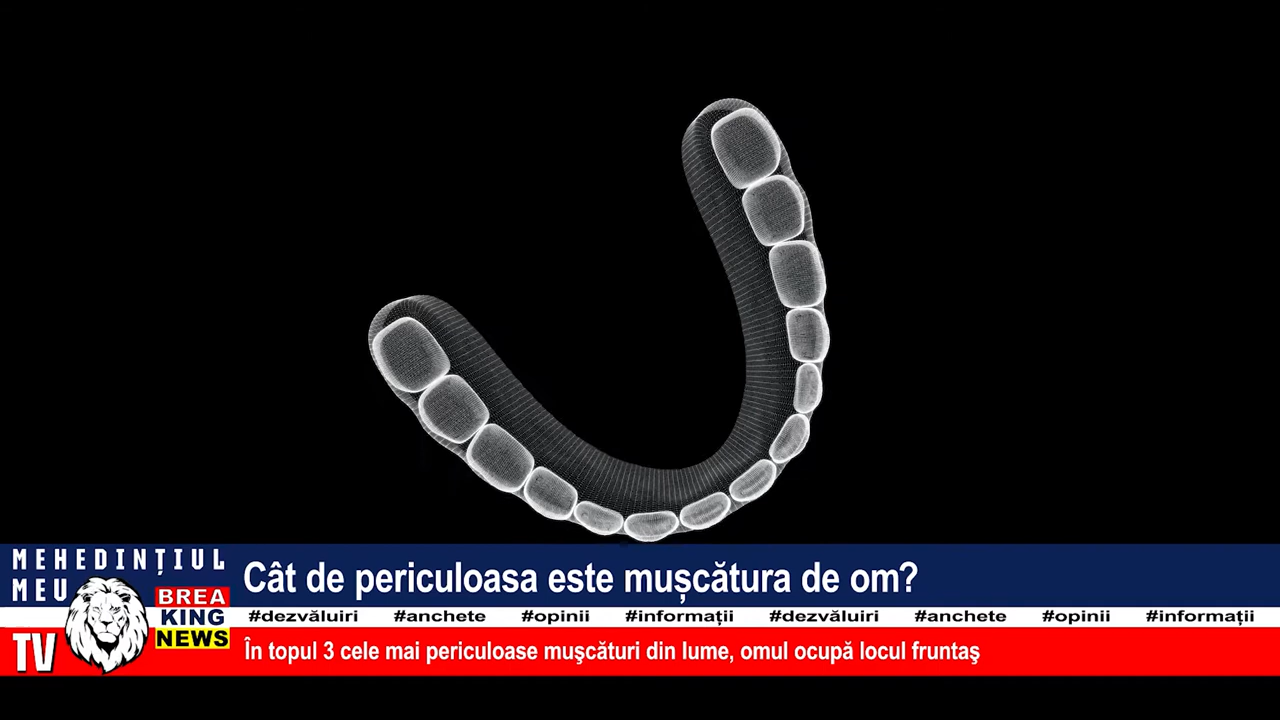 MEHEDINȚIUL
MEU
TV
BREA
KING
NEWS
Cât de periculoasa este mușcătura de om?
#dezvăluiri #anchete #opinii #informații #dezvăluiri #anchete #opinii #informații
În topul 3 cele mai periculoase muşcături din lume, omul ocupă locul fruntaş